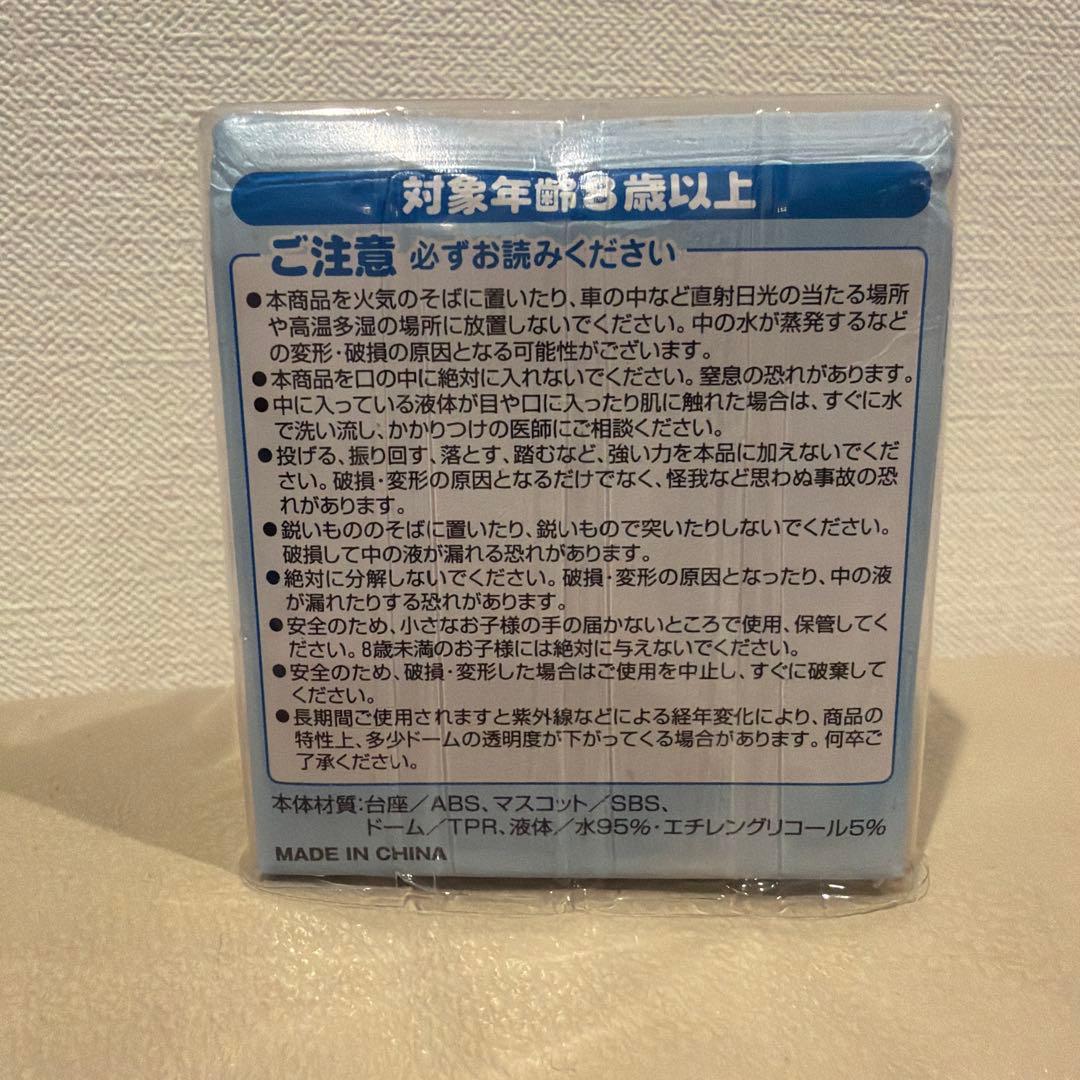 対象年齢8歳以上
ご注意 必ずお読みください
●本商品を火気のそばに置いたり、車の中など直射日光の当たる場所
や高温多湿の場所に放置しないでください。中の水が蒸発するなど
の変形・破損の原因となる可能性がございます。
●本商品を口の中に絶対に入れないでください。窒息の恐れがあります。
●中に入っている液体が目や口に入ったり肌に触れた場合は、すぐに水
で洗い流し、かかりつけの医師にご相談ください。
●投げる、振り回す、落とす、踏むなど、強い力を本品に加えないでくだ
さい。破損・変形の原因となるだけでなく、怪我など思わぬ事故の恐
れがあります。
●鋭いもののそばに置いたり、鋭いもので突いたりしないでください。
破損して中の液が漏れる恐れがあります。
●絶対に分解しないでください。破損・変形の原因となったり、中の液
が漏れたりする恐れがあります。
●安全のため、小さなお子様の手の届かないところで使用、保管してく
ださい。8歳未満のお子様には絶対に与えないでください。
●安全のため、破損・変形した場合はご使用を中止し、すぐに破棄して
ください。
●長期間ご使用されますと紫外線などによる経年変化により、商品の
特性上、多少ドームの透明度が下がってくる場合があります。何卒ご
了承ください。
本体材質:台座/ABS、マスコット/SBS、
ドーム/TPR、液体/水95%・エチレングリコール5%
MADE IN CHINA